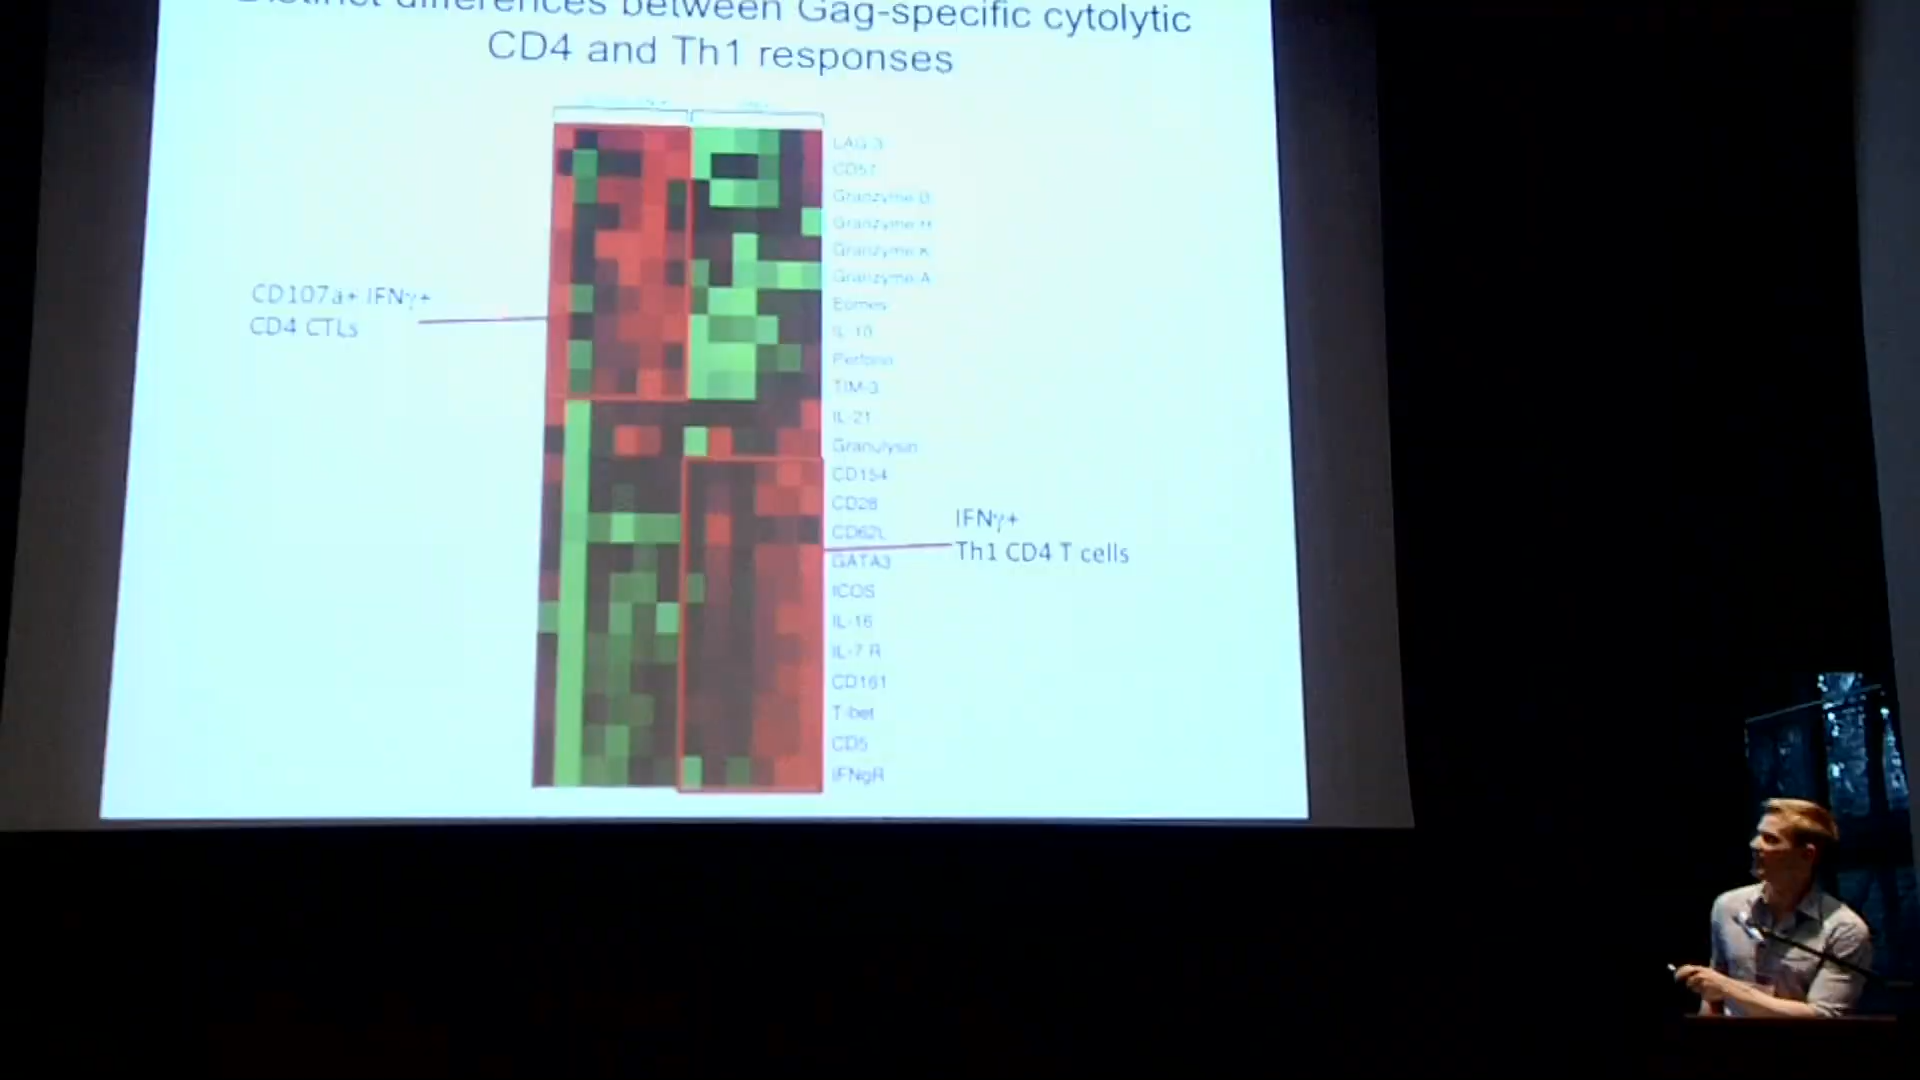 Distinct differences between Gag-specific cytolytic
CD4 and Th1 responses
LAG-3
CD57
Granzyme B
Granzyme H
Granzyme K
Granzyme A
CD107a+ IFNγ+
CD4 CTLs
Eomes
IL-10
Perforin
TIM-3
IL-21
Granulysin
CD154
CD28
CD62L
IFNγ+
Th1 CD4 T cells
GATA3
ICOS
IL-16
IL-7 R
CD161
T-bet
CD5
IFNgR